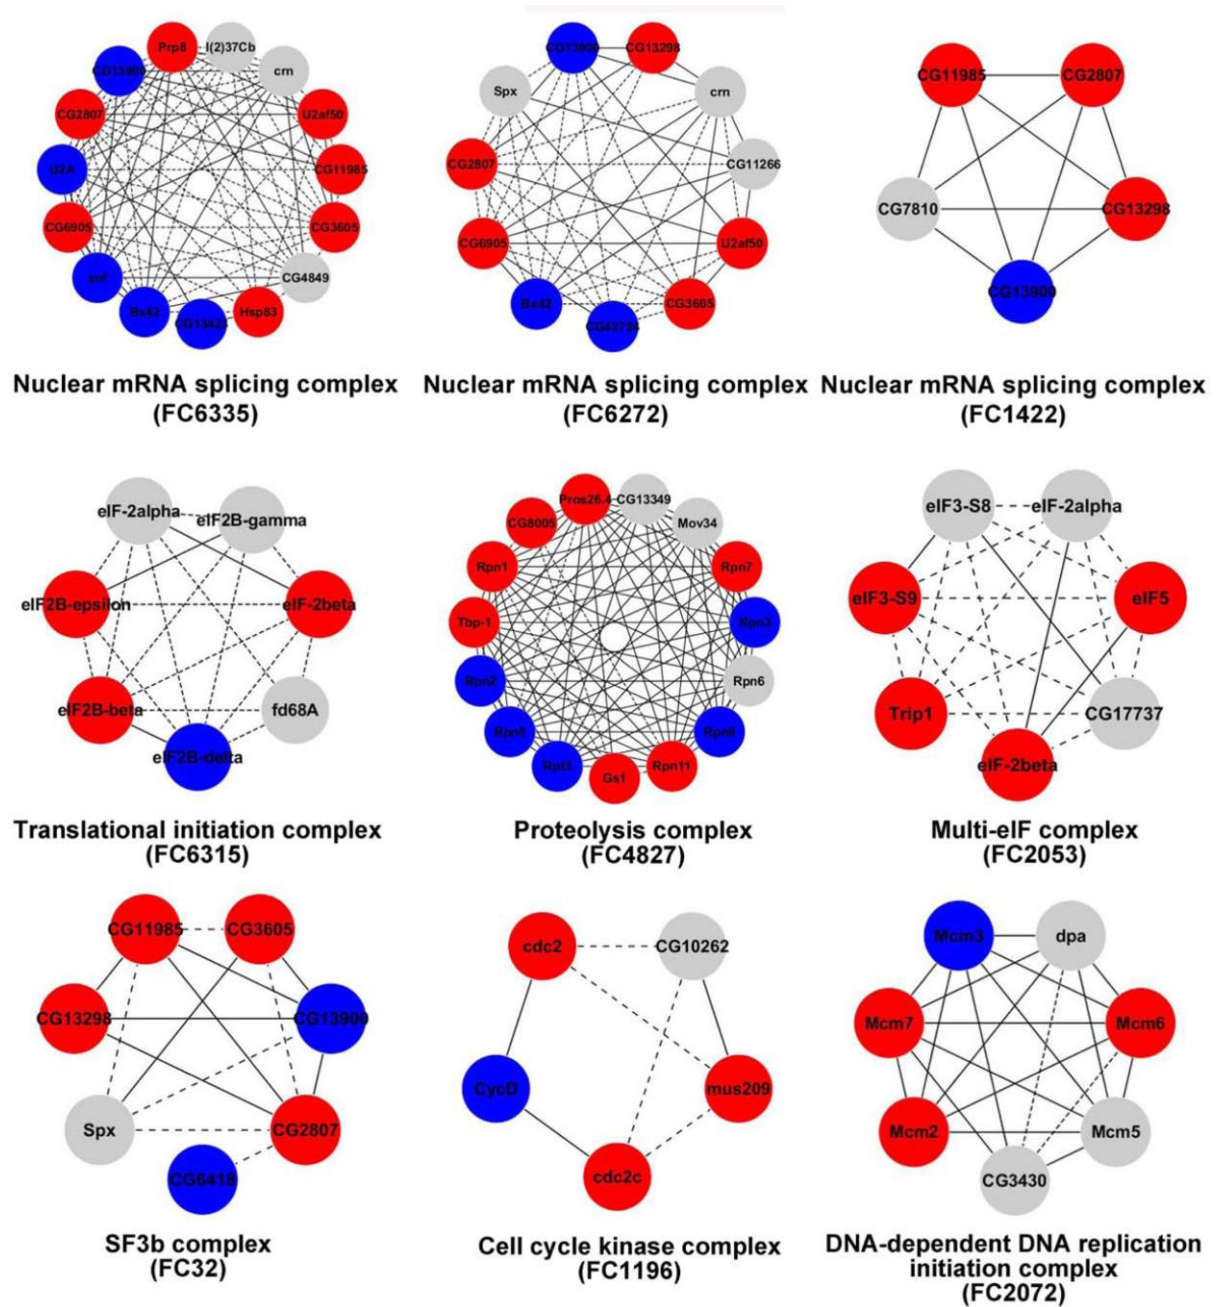 Prp8
l(2)37Cb
crn
U2af50
CG11985
CG3605
CG4849
Hsp83
Bx42
snf
CG6905
U2A
CG2807
Nuclear mRNA splicing complex
(FC6335)
CG13900
CG13298
crn
CG11266
U2af50
CG3605
CG42724
Bx42
CG6905
CG2807
Spx
Nuclear mRNA splicing complex
(FC6272)
CG11985
CG2807
CG7810
CG13298
CG13900
Nuclear mRNA splicing complex
(FC1422)
eIF-2alpha
eIF2B-gamma
eIF2B-epsilon
eIF-2beta
eIF2B-beta
fd68A
eIF2B-delta
Translational initiation complex
(FC6315)
Pros26.4
CG13349
Mov34
Rpn7
Rpn3
Rpn6
Rpn9
Rpn11
Gs1
Rpt3
Rpn5
Rpn2
Tbp-1
Rpn1
CG8005
Proteolysis complex
(FC4827)
eIF3-S8
eIF-2alpha
eIF3-S9
eIF5
Trip1
CG17737
eIF-2beta
Multi-eIF complex
(FC2053)
CG11985
CG3605
CG13298
CG13900
Spx
CG2807
CG6418
SF3b complex
(FC32)
cdc2
CG10262
CycD
mus209
cdc2c
Cell cycle kinase complex
(FC1196)
Mcm3
dpa
Mcm7
Mcm6
Mcm2
Mcm5
CG3430
DNA-dependent DNA replication
initiation complex
(FC2072)